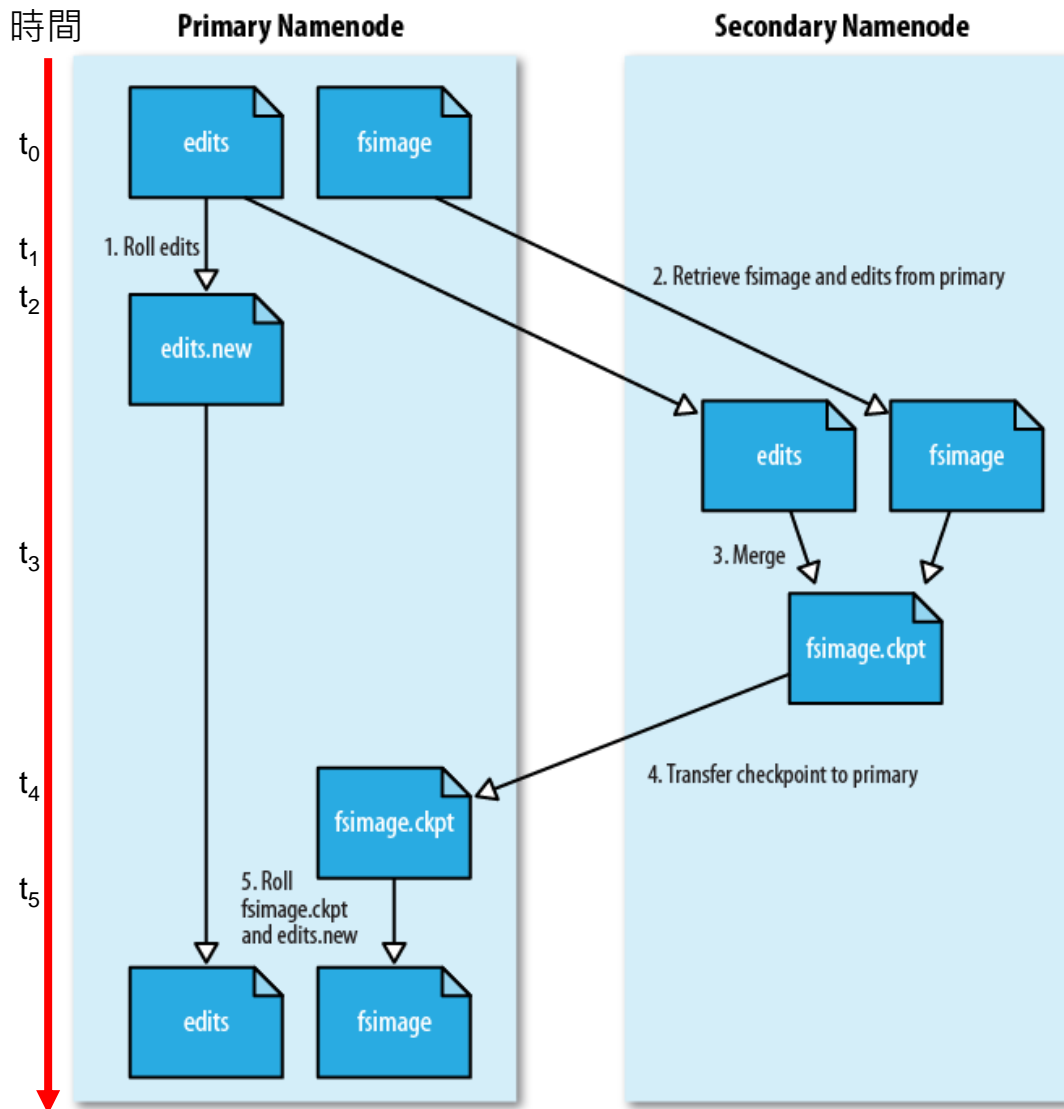 時間
Primary Namenode
Secondary Namenode
t0
edits
fsimage
t1
1. Roll edits
2. Retrieve fsimage and edits from primary
t2
edits.new
edits
fsimage
t3
3. Merge
fsimage.ckpt
t4
4. Transfer checkpoint to primary
fsimage.ckpt
t5
5. Roll
fsimage.ckpt
and edits.new
edits
fsimage